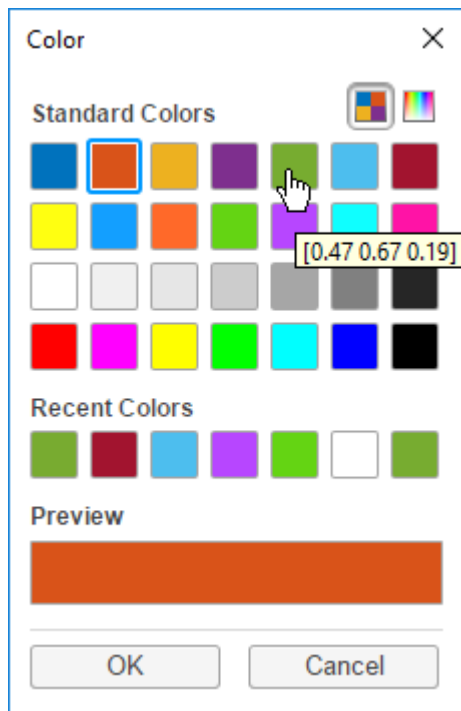 Color
Standard Colors
[0.47 0.67 0.19]
Recent Colors
Preview
OK
Cancel